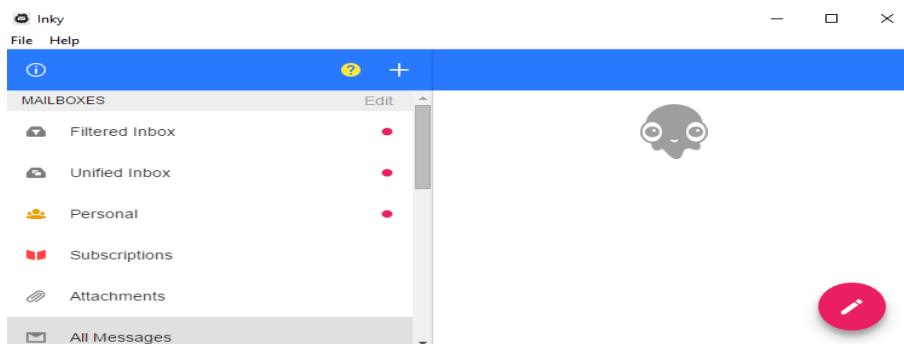 Inky
File Help
?
MAILBOXES Edit
Filtered Inbox
Unified Inbox
Personal
Subscriptions
Attachments
All Messages